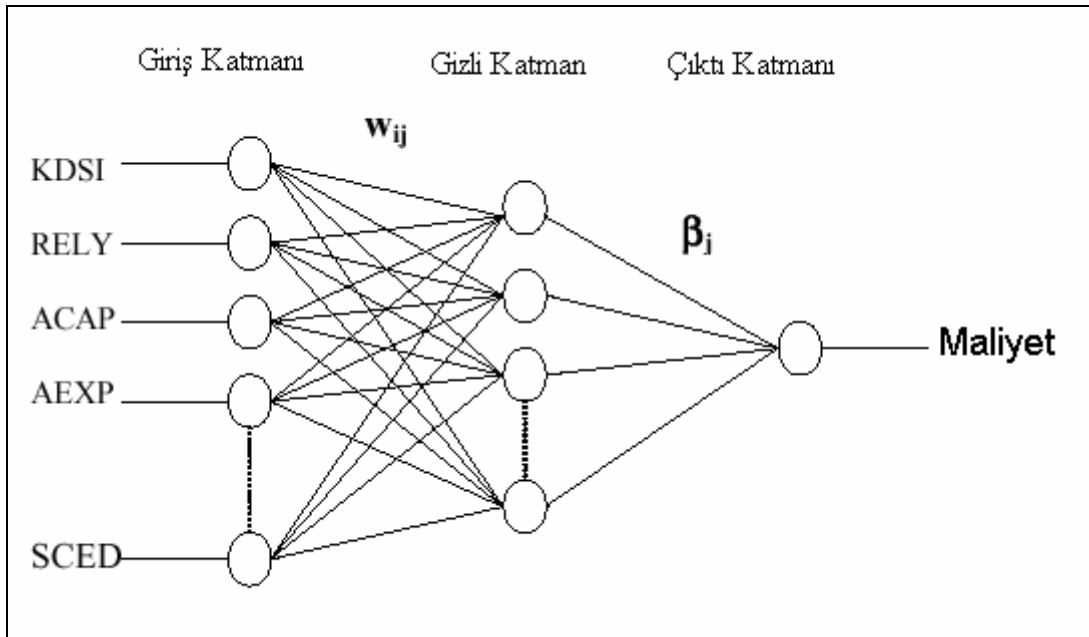 Giriş Katmanı
Gizli Katman
Çıktı Katmanı
wij
KDSI
RELY
βj
ACAP
Maliyet
AEXP
SCED